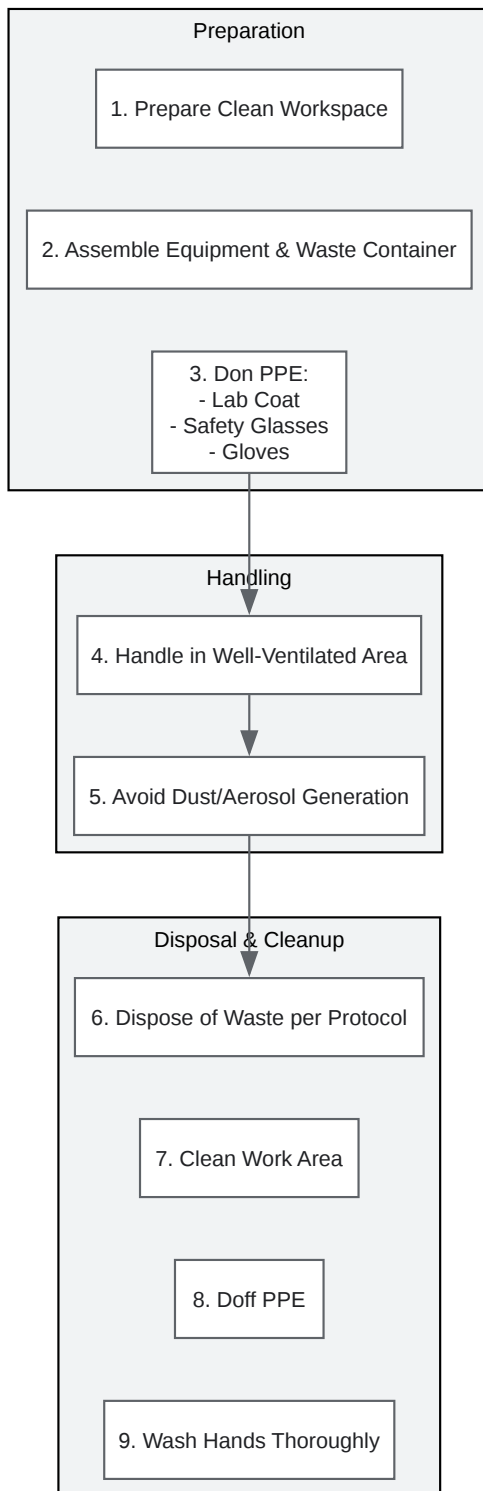 Preparation
1. Prepare Clean Workspace
2. Assemble Equipment & Waste Container
3. Don PPE:
- Lab Coat
- Safety Glasses
- Gloves
Handling
4. Handle in Well-Ventilated Area
5. Avoid Dust/Aerosol Generation
Disposal & Cleanup
6. Dispose of Waste per Protocol
7. Clean Work Area
8. Doff PPE
9. Wash Hands Thoroughly